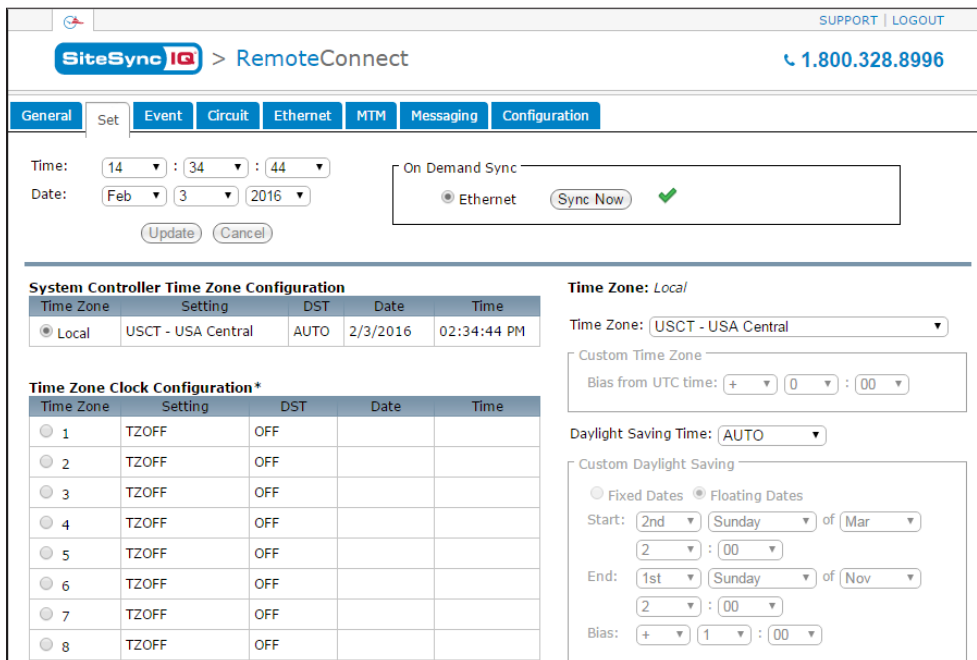 SUPPORT | LOGOUT
SiteSync IQ > RemoteConnect
1.800.328.8996
General Set Event Circuit Ethernet MTM Messaging Configuration
Time: 14 : 34 : 44
Date: Feb 3 2016
Update Cancel
On Demand Sync
Ethernet Sync Now
System Controller Time Zone Configuration
Time Zone Setting DST Date Time
Local USCT - USA Central AUTO 2/3/2016 02:34:44 PM
Time Zone Clock Configuration*
Time Zone Setting DST Date Time
1 TZOFF OFF
2 TZOFF OFF
3 TZOFF OFF
4 TZOFF OFF
5 TZOFF OFF
6 TZOFF OFF
7 TZOFF OFF
8 TZOFF OFF
Time Zone: Local
Time Zone: USCT - USA Central
Custom Time Zone
Bias from UTC time: + 0 : 00
Daylight Saving Time: AUTO
Custom Daylight Saving
Fixed Dates Floating Dates
Start: 2nd Sunday of Mar
2 : 00
End: 1st Sunday of Nov
2 : 00
Bias: + 1 : 00